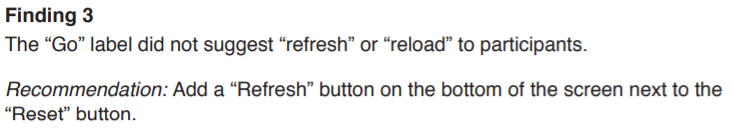 Finding 3
The “Go” label did not suggest “refresh” or “reload” to participants.
Recommendation: Add a “Refresh” button on the bottom of the screen next to the
“Reset” button.